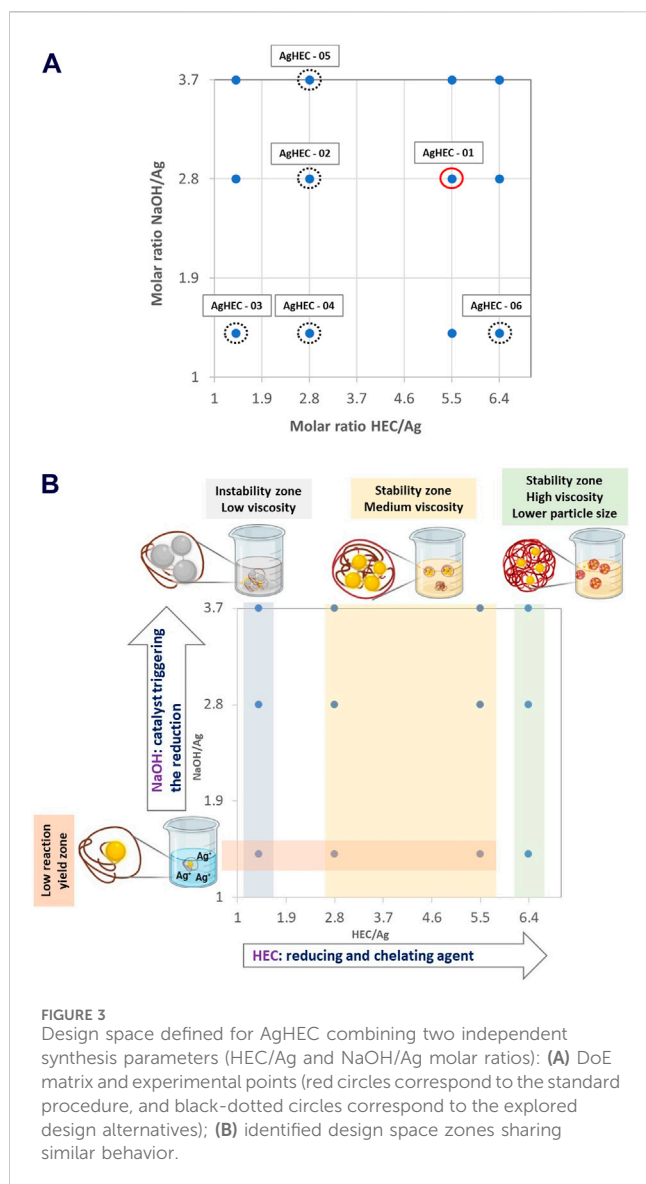 A
AgHEC - 05
3.7
AgHEC - 02
AgHEC - 01
2.8
Molar ratio NaOH/Ag
1.9
AgHEC - 03
AgHEC - 04
AgHEC - 06
1
1 1.9 2.8 3.7 4.6 5.5 6.4
Molar ratio HEC/Ag
B
Instability zone
Low viscosity
Stability zone
Medium viscosity
Stability zone
High viscosity
Lower particle size
3.7
2.8
NaOH: catalyst triggering
the reduction
NaOH/Ag
1.9
Low reaction
yield zone
Ag⁺
Ag⁺ Ag⁺
1
1 1.9 2.8 3.7 4.6 5.5 6.4
HEC/Ag
HEC: reducing and chelating agent
FIGURE 3
Design space defined for AgHEC combining two independent
synthesis parameters (HEC/Ag and NaOH/Ag molar ratios): (A) DoE
matrix and experimental points (red circles correspond to the standard
procedure, and black-dotted circles correspond to the explored
design alternatives); (B) identified design space zones sharing
similar behavior.